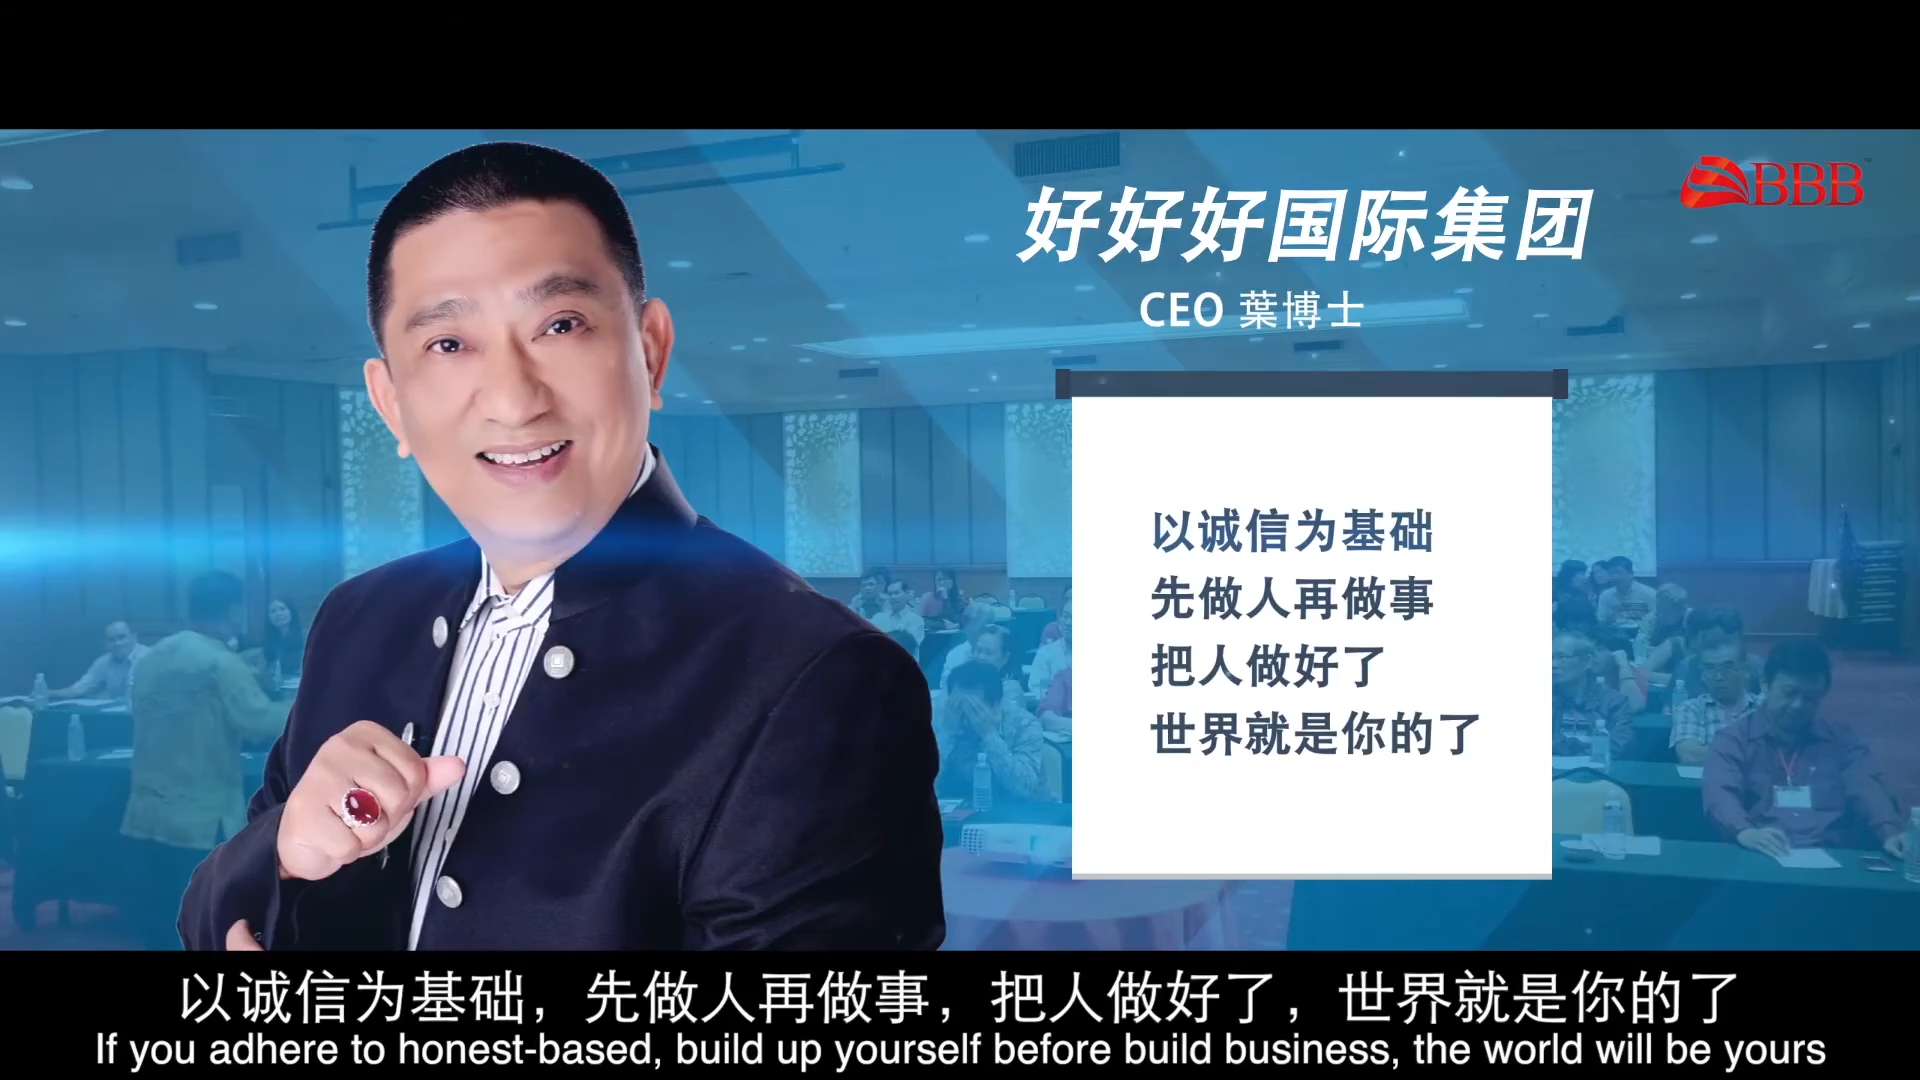 BBB
好好好国际集团
CEO 葉博士
以诚信为基础
先做人再做事
把人做好了
世界就是你的了
以诚信为基础，先做人再做事，把人做好了，世界就是你的了
If you adhere to honest-based, build up yourself before build business, the world will be yours